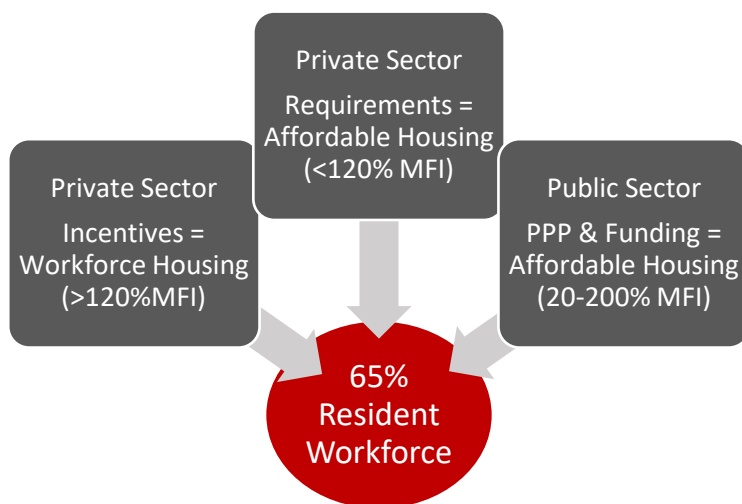 Private Sector
Requirements =
Affordable Housing
(<120% MFI)
Private Sector
Incentives =
Workforce Housing
(>120%MFI)
Public Sector
PPP & Funding =
Affordable Housing
(20-200% MFI)
65%
Resident
Workforce